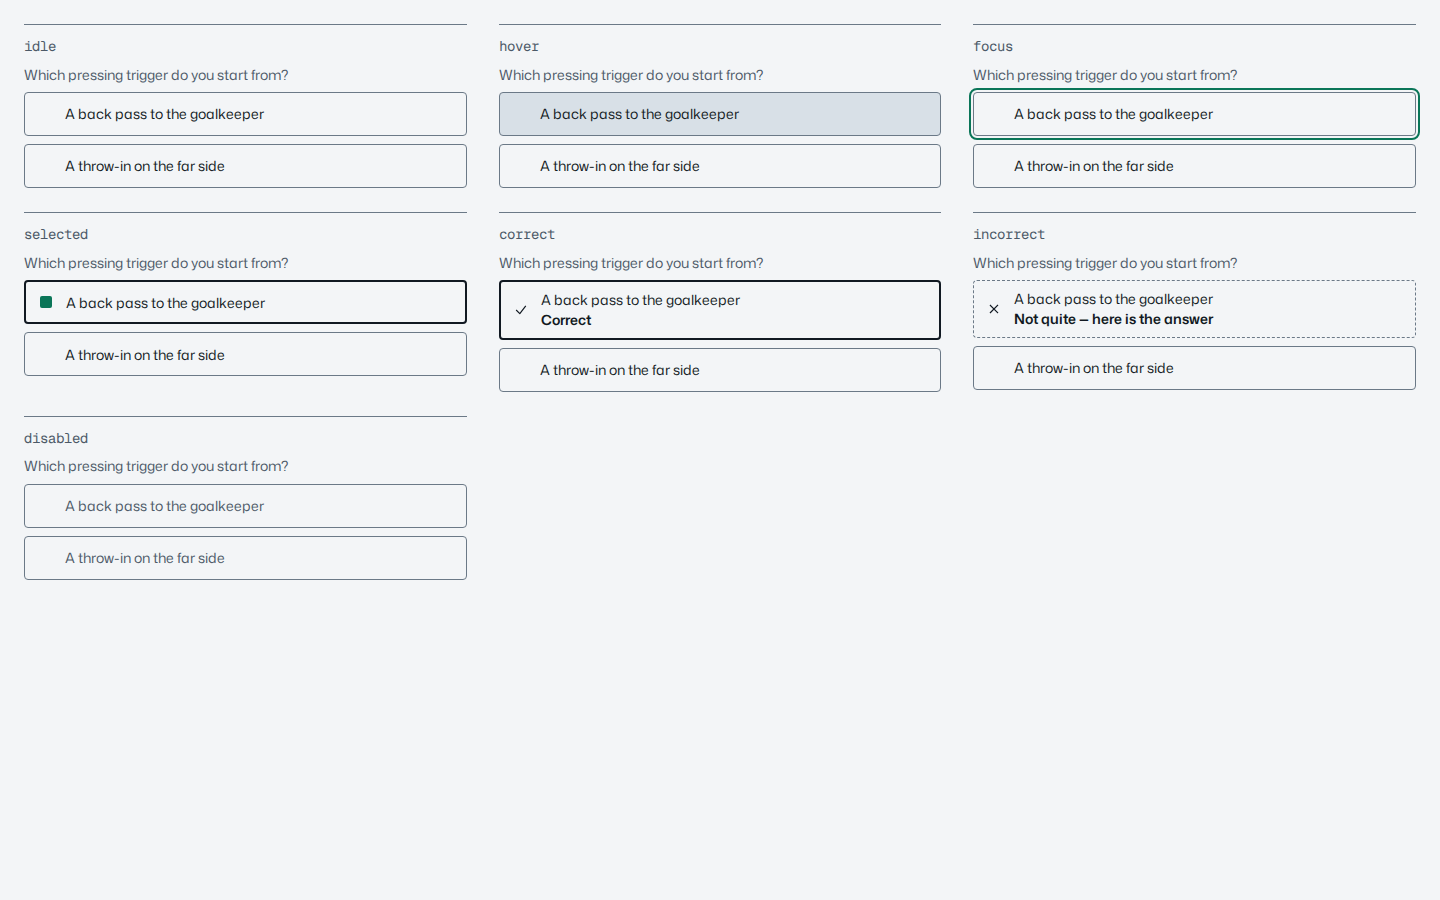 idle
Which pressing trigger do you start from?
A back pass to the goalkeeper
A throw-in on the far side
hover
Which pressing trigger do you start from?
A back pass to the goalkeeper
A throw-in on the far side
focus
Which pressing trigger do you start from?
A back pass to the goalkeeper
A throw-in on the far side
selected
Which pressing trigger do you start from?
A back pass to the goalkeeper
A throw-in on the far side
correct
Which pressing trigger do you start from?
A back pass to the goalkeeper
Correct
A throw-in on the far side
incorrect
Which pressing trigger do you start from?
A back pass to the goalkeeper
Not quite – here is the answer
A throw-in on the far side
disabled
Which pressing trigger do you start from?
A back pass to the goalkeeper
A throw-in on the far side